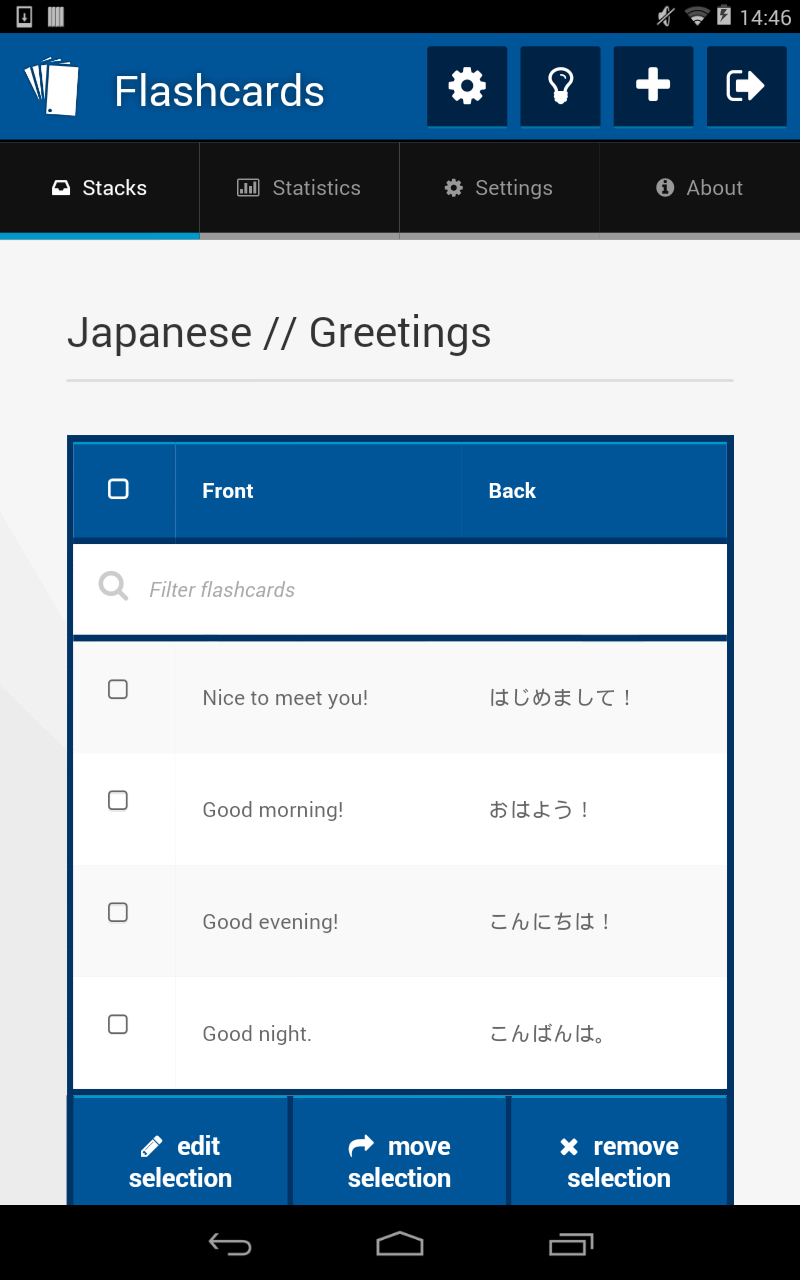 14:46
Flashcards
Stacks Statistics Settings About
Japanese // Greetings
Front Back
Filter flashcards
Nice to meet you! はじめまして！
Good morning! おはよう！
Good evening! こんにちは！
Good night. こんばんは。
edit selection
move selection
remove selection